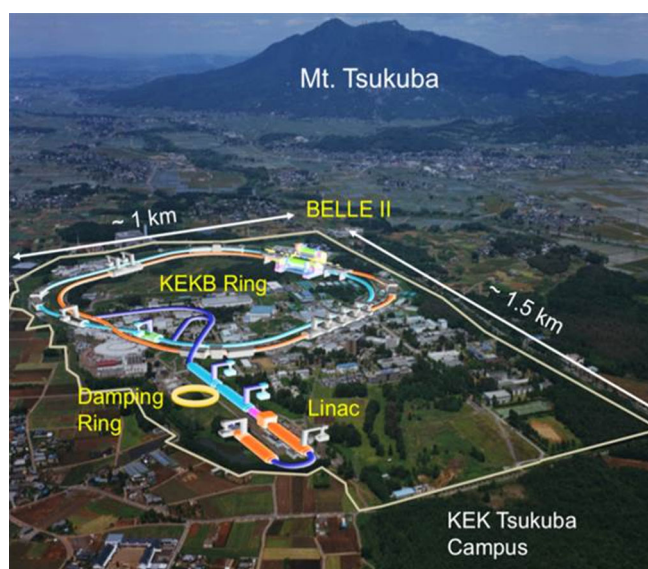 Mt. Tsukuba
~ 1 km
BELLE II
KEKB Ring
~ 1.5 km
Damping
Ring
Linac
KEK Tsukuba
Campus